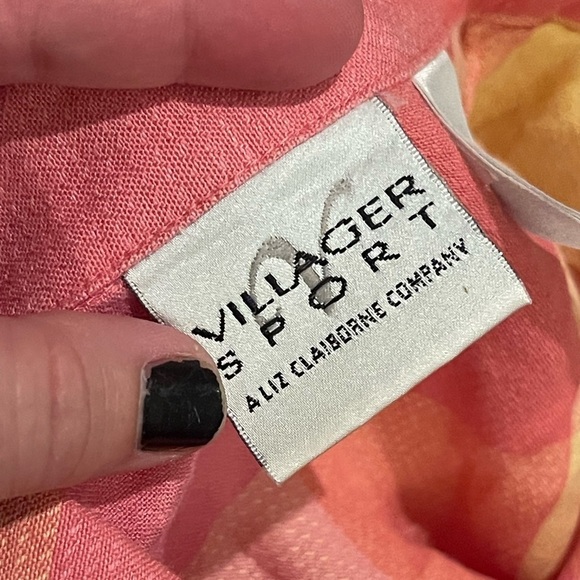 VILLAGER
SPORT
A LIZ CLAIBORNE COMPANY